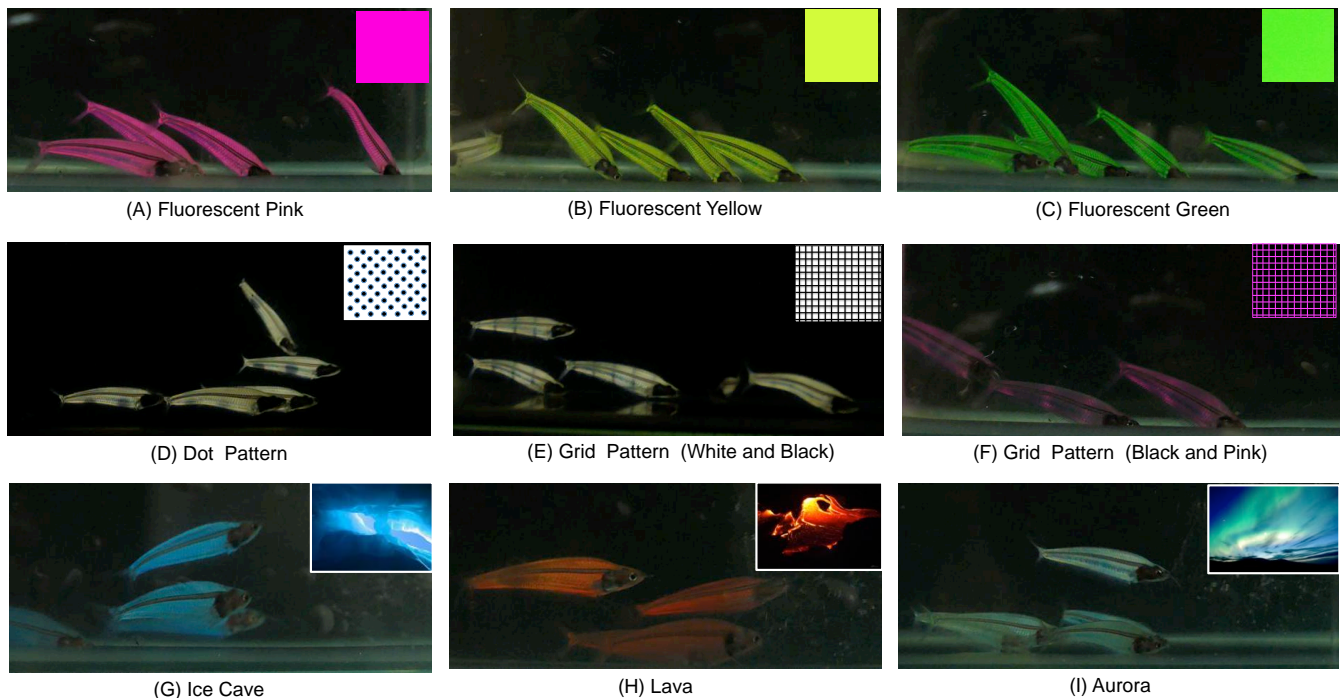 (A) Fluorescent Pink
(B) Fluorescent Yellow
(C) Fluorescent Green
(D) Dot Pattern
(E) Grid Pattern (White and Black)
(F) Grid Pattern (Black and Pink)
(G) Ice Cave
(H) Lava
(I) Aurora